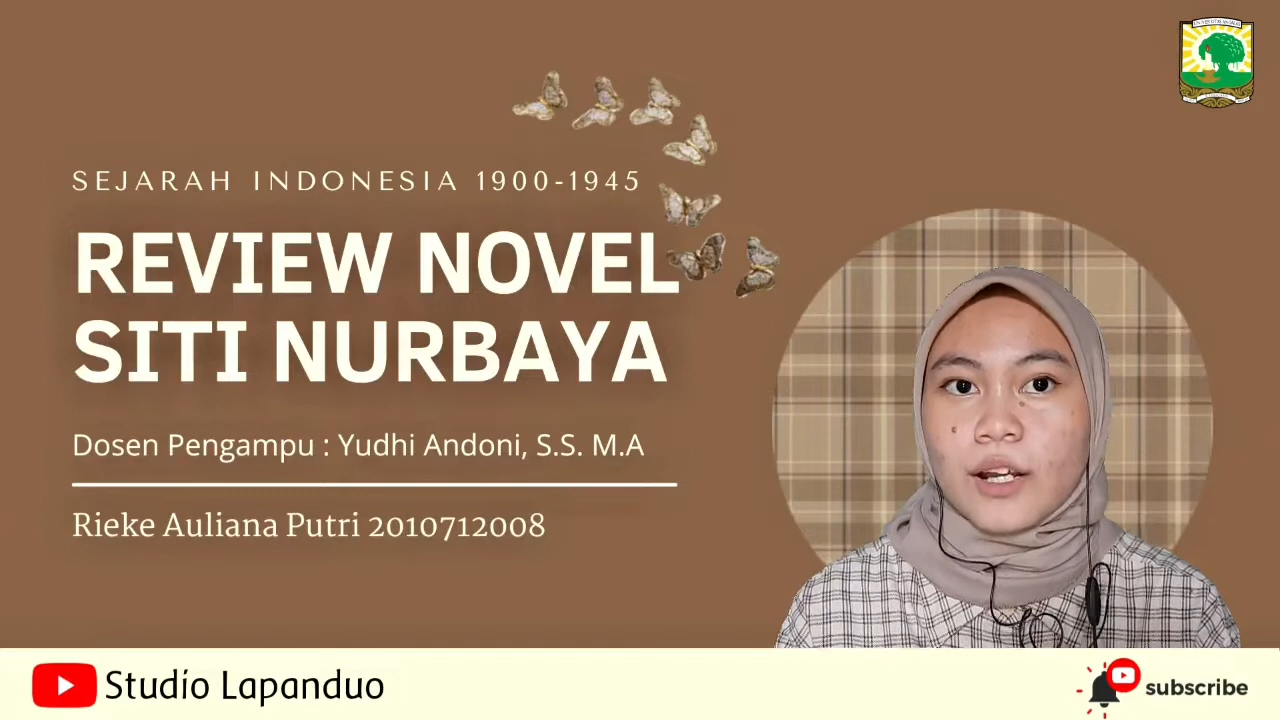 SEJARAH INDONESIA 1900-1945
REVIEW NOVEL
SITI NURBAYA
Dosen Pengampu : Yudhi Andoni, S.S. M.A
Rieke Auliana Putri 2010712008
Studio Lapanduo
subscribe